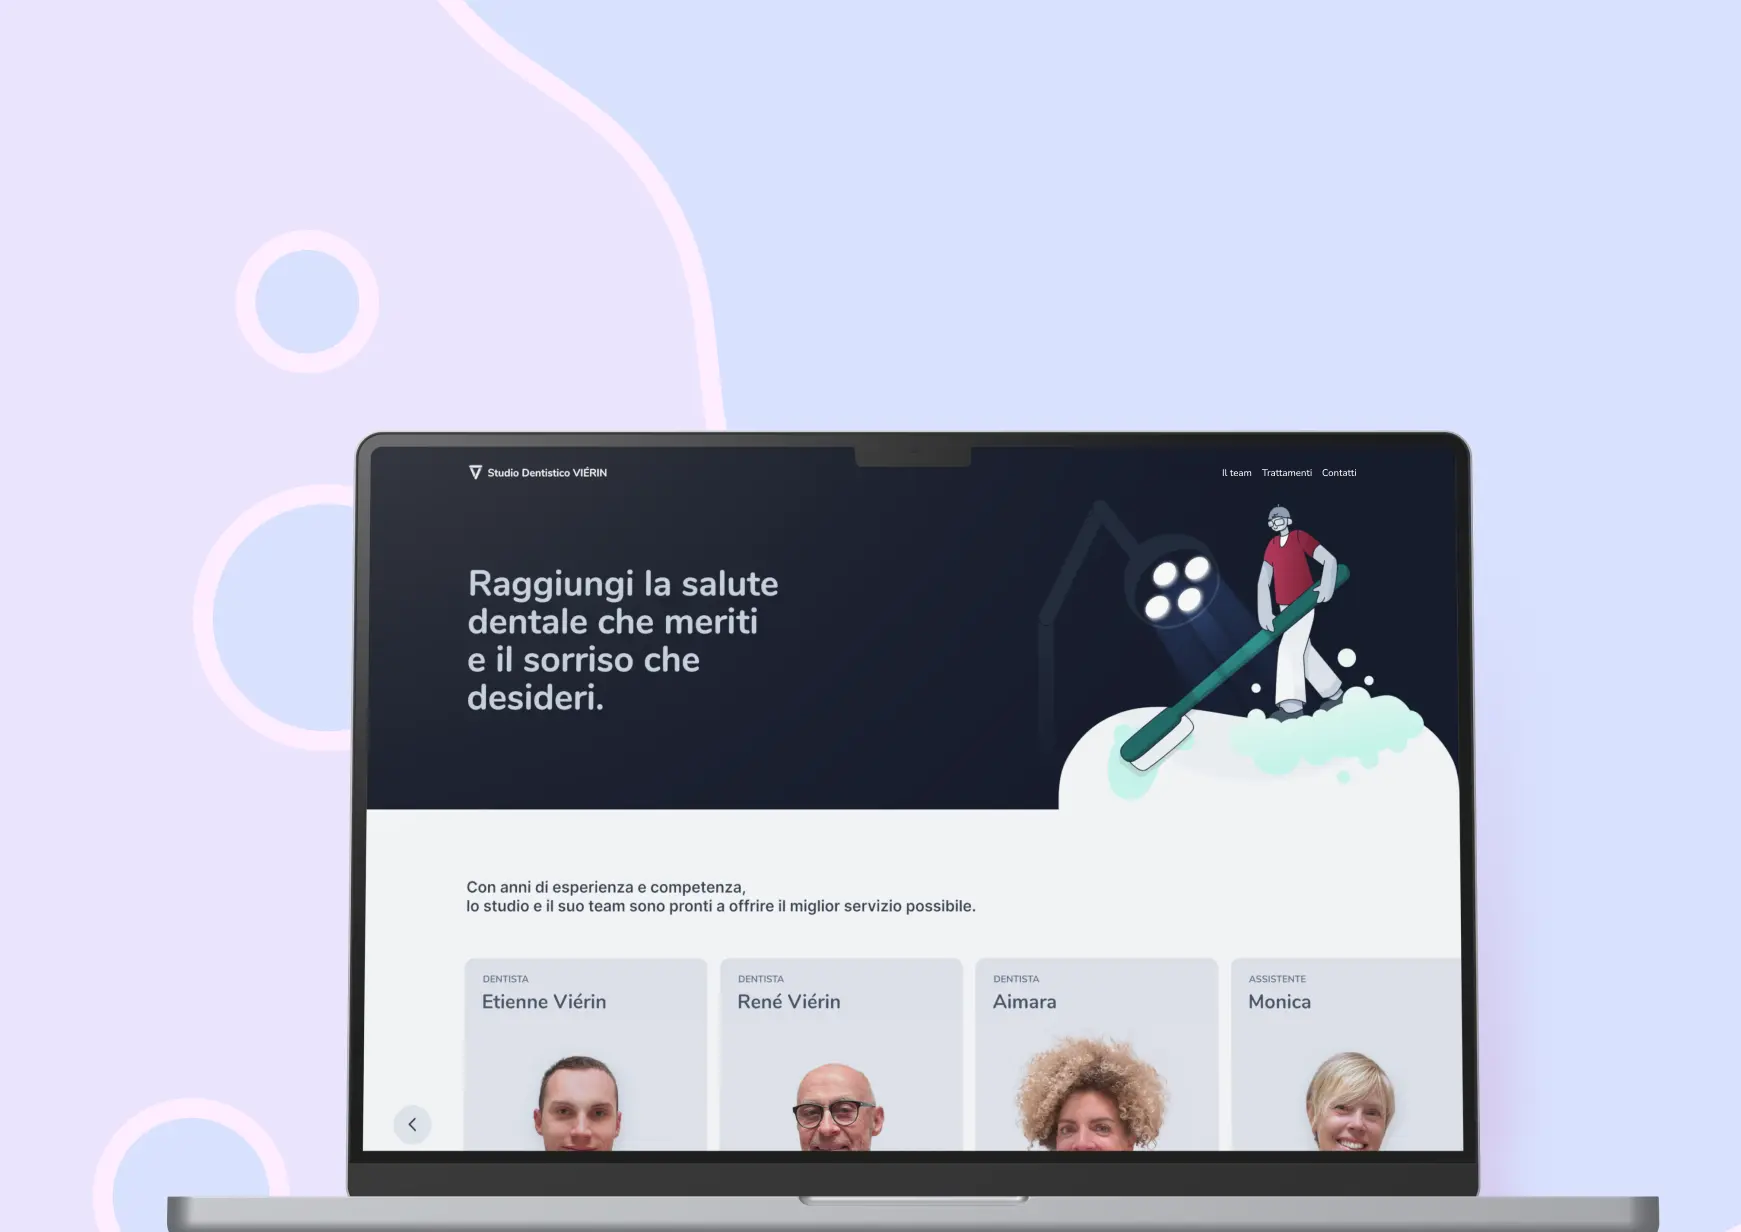 Studio Dentistico VIÉRIN
Il team Trattamenti Contatti
Raggiungi la salute
dentale che meriti
e il sorriso che
desideri.
Con anni di esperienza e competenza,
lo studio e il suo team sono pronti a offrire il miglior servizio possibile.
DENTISTA
Etienne Viérin
DENTISTA
René Viérin
DENTISTA
Aimara
ASSISTENTE
Monica